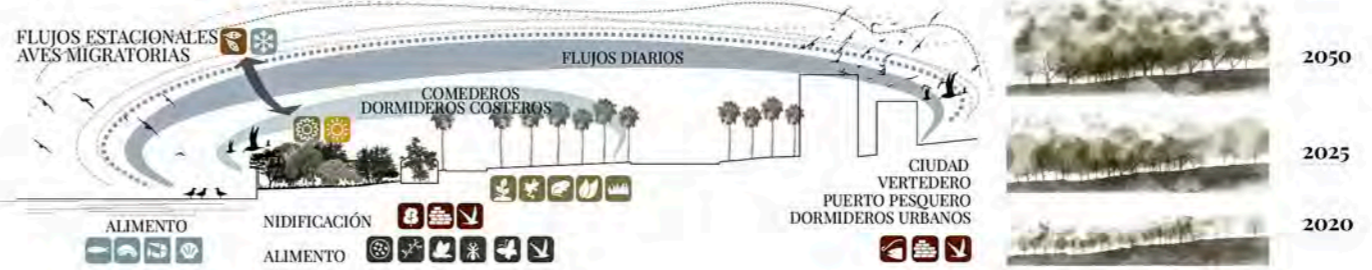 FLUJOS ESTACIONALES
AVES MIGRATORIAS
FLUJOS DIARIOS
COMEDEROS
DORMIDEROS COSTEROS
ALIMENTO
NIDIFICACIÓN
ALIMENTO
CIUDAD
VERTEDERO
PUERTO PESQUERO
DORMIDEROS URBANOS
2050
2025
2020